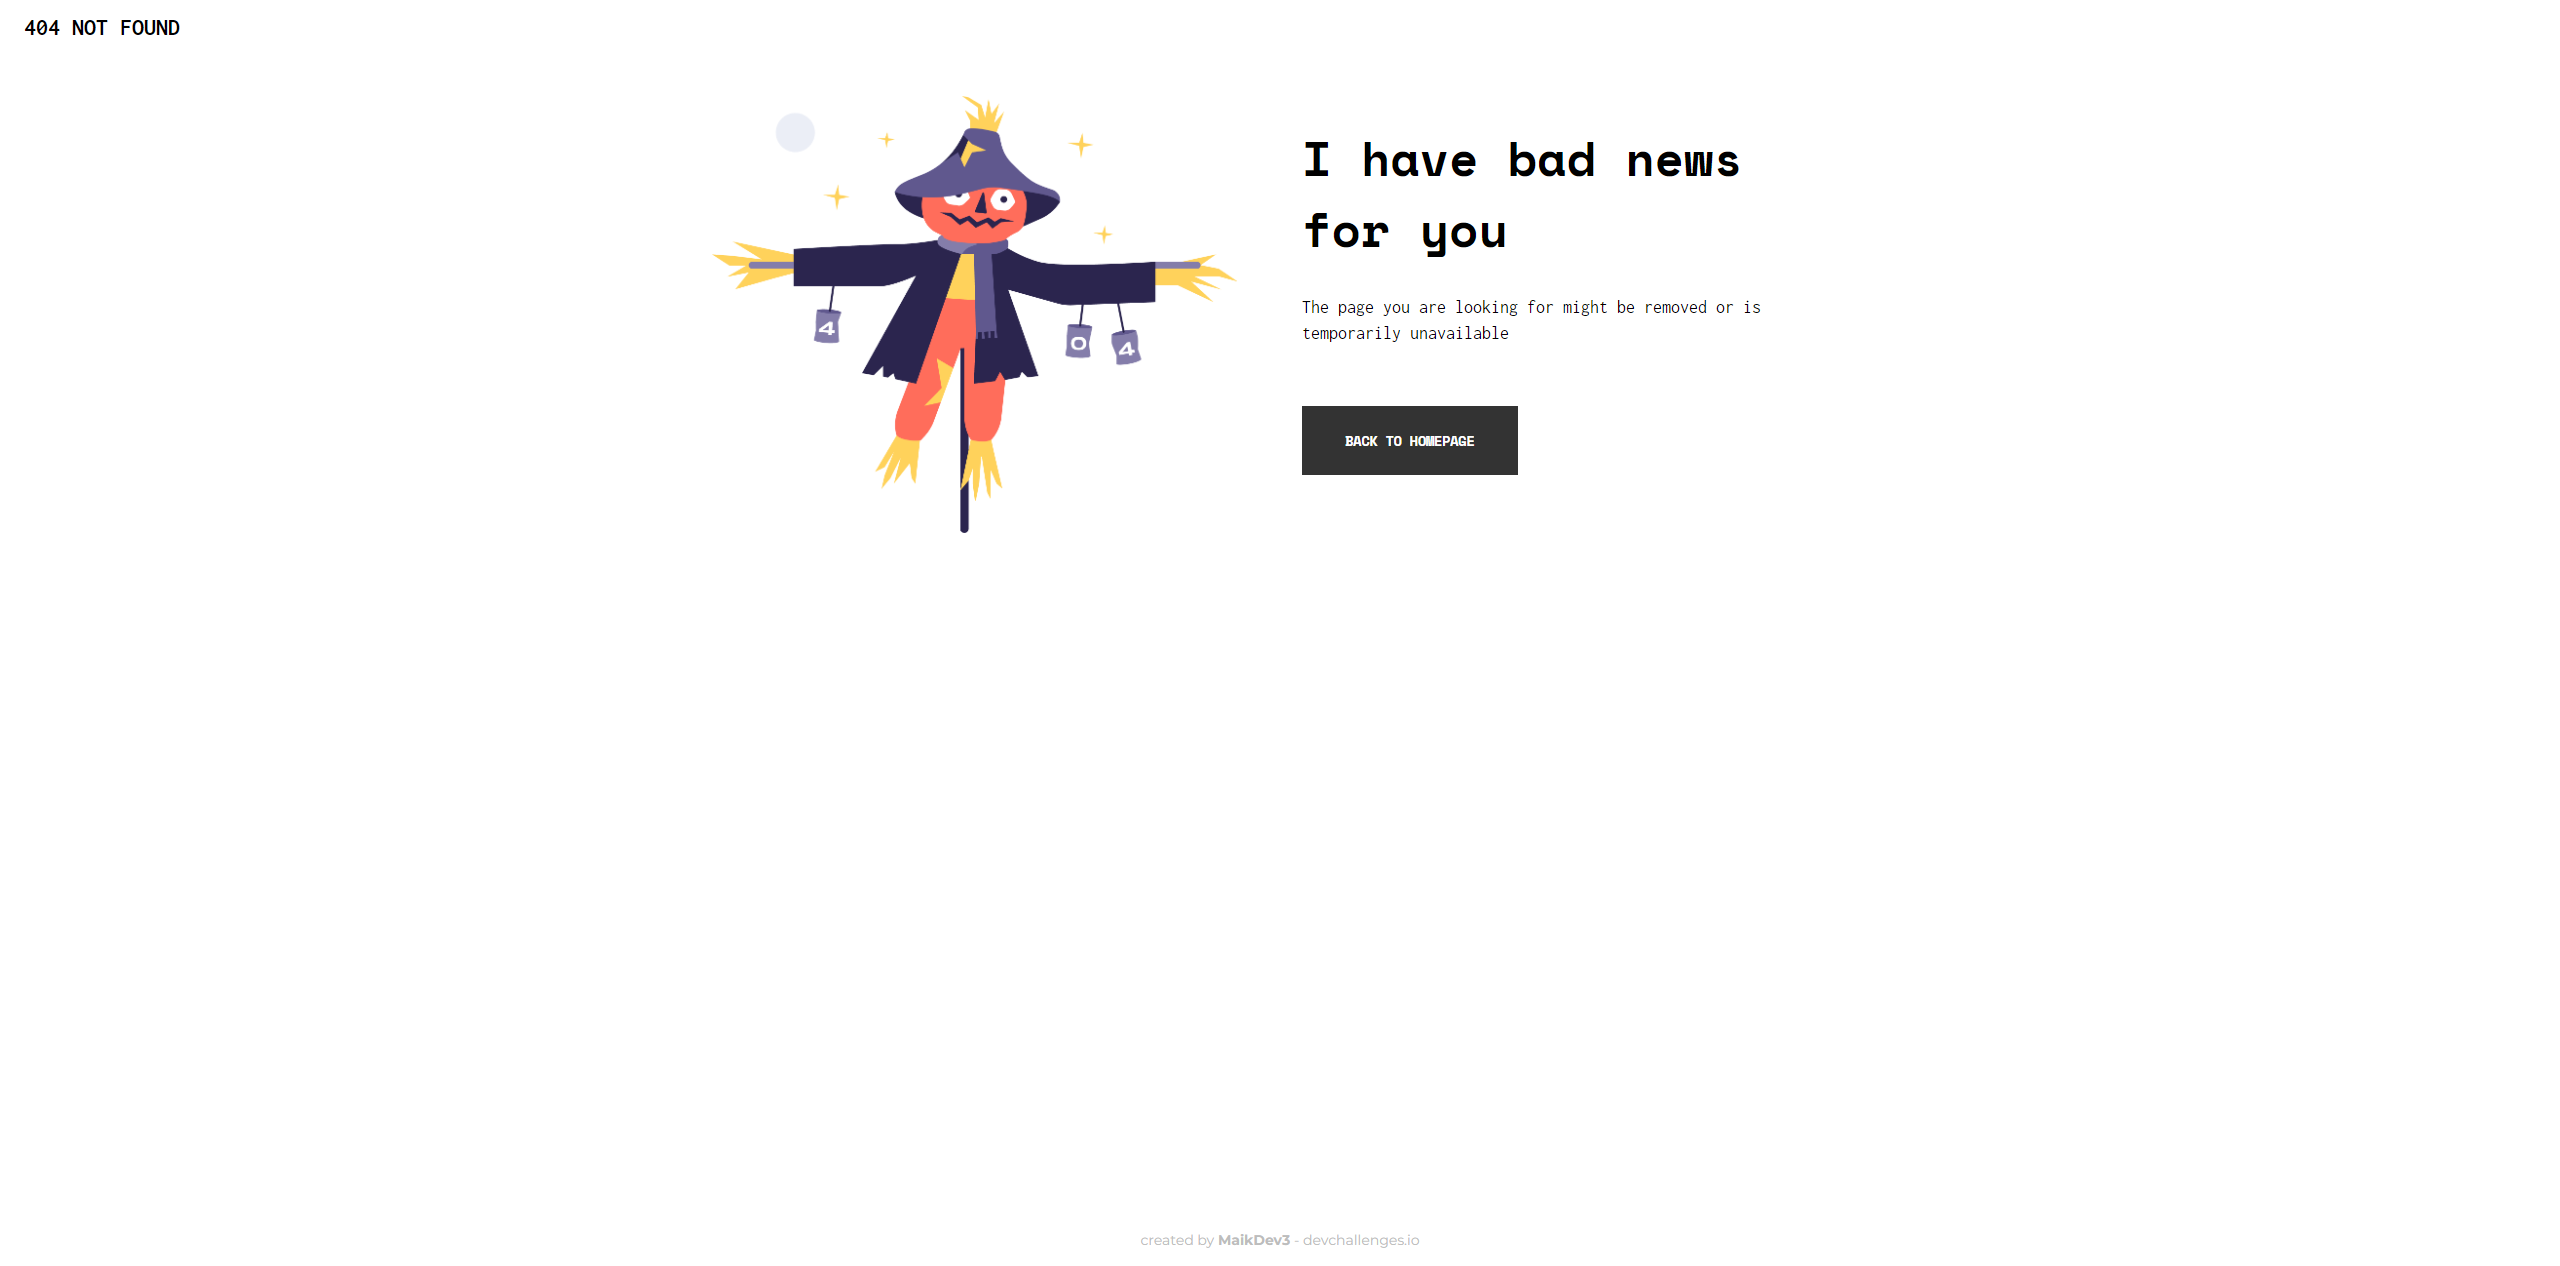 404 NOT FOUND
I have bad news
for you
The page you are looking for might be removed or is
temporarily unavailable
4
0
4
BACK TO HOMEPAGE
created by MaikDev3 - devchallenges.io